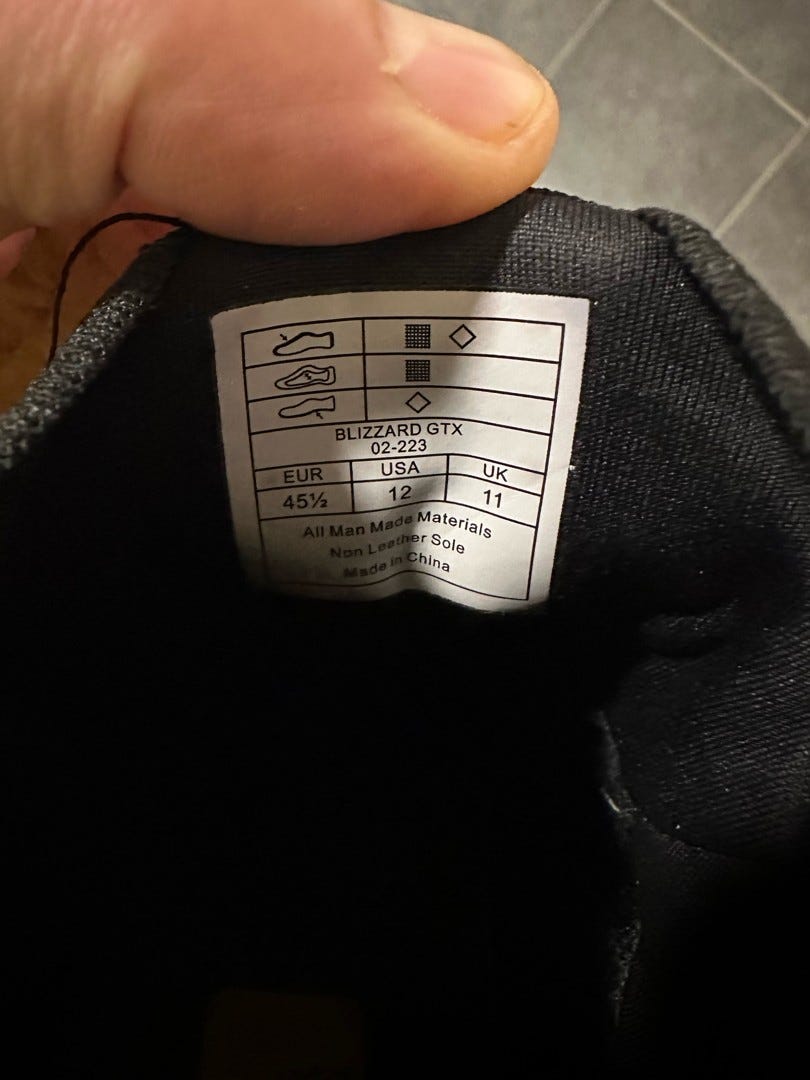 BLIZZARD GTX
02-223
EUR USA UK
45½ 12 11
All Man Made Materials
Non Leather Sole
Made in China